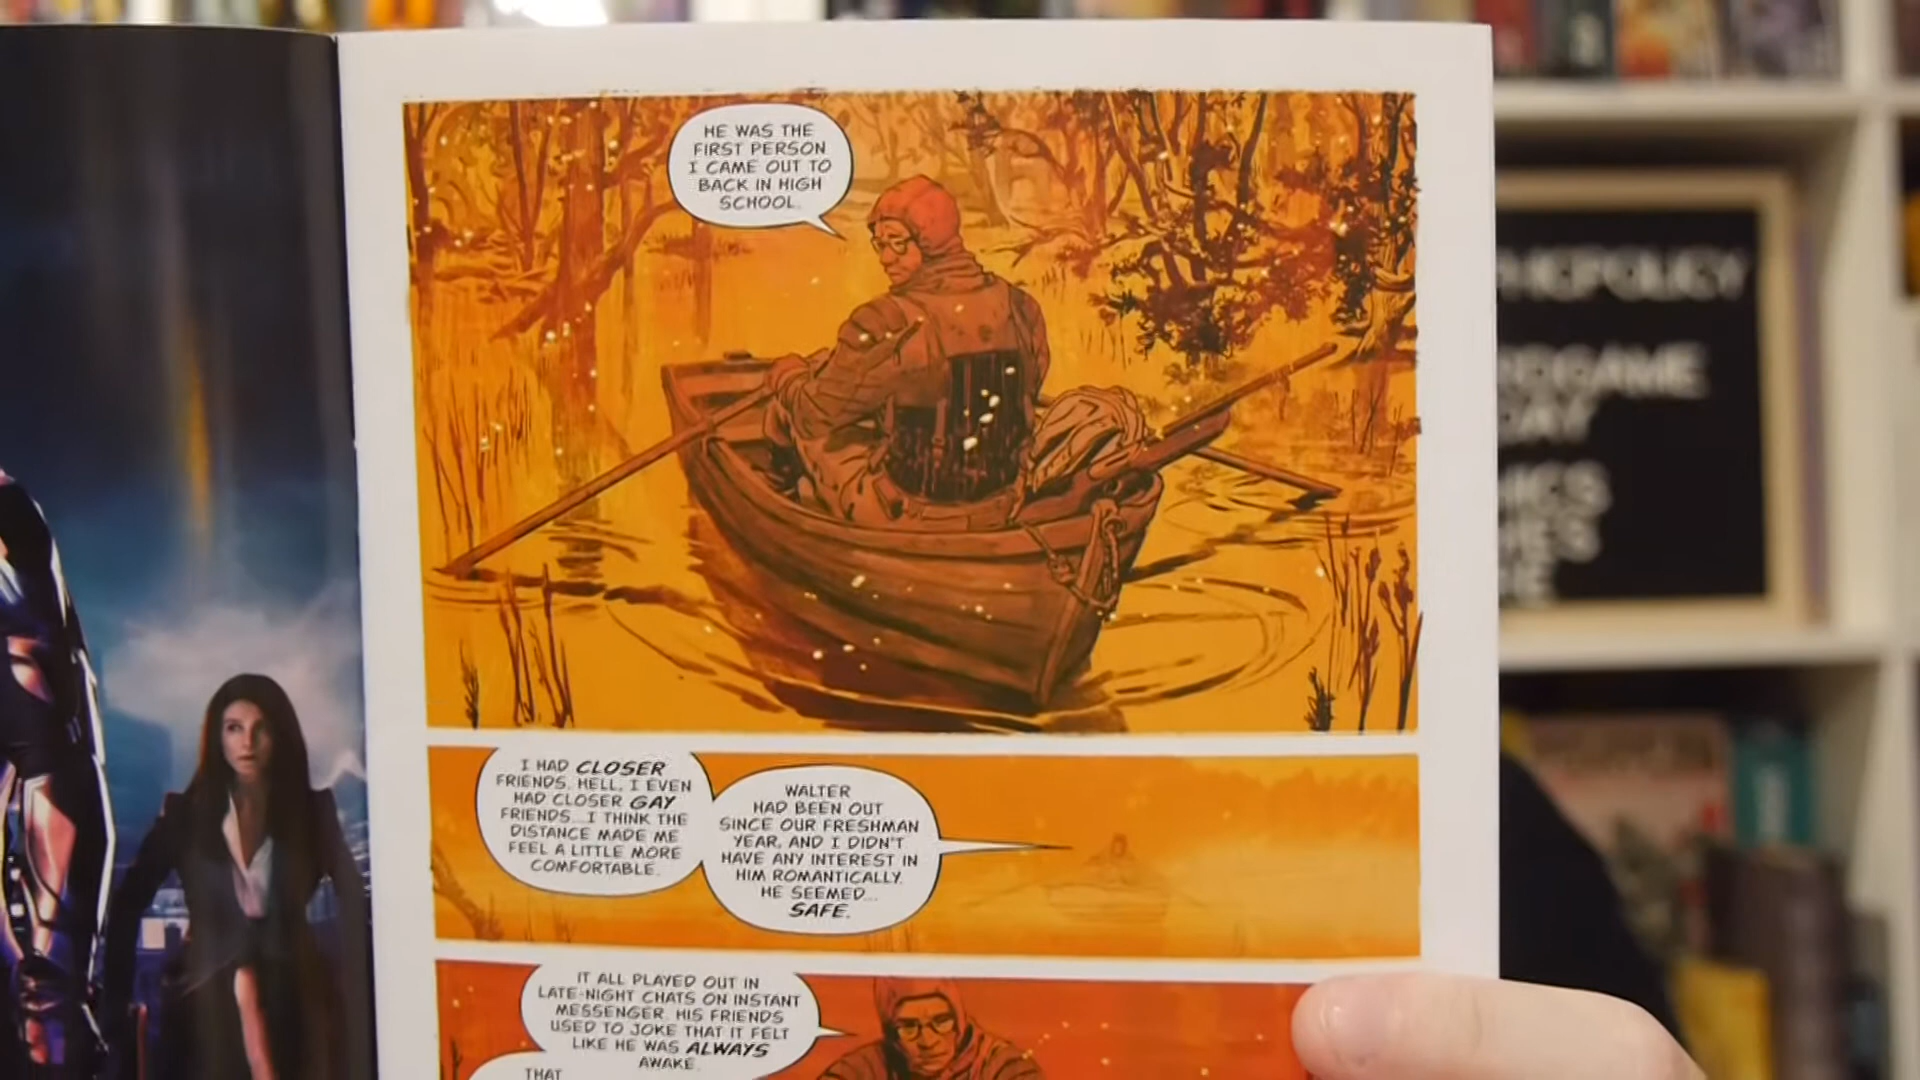 HE WAS THE
FIRST PERSON
I CAME OUT TO
BACK IN HIGH
SCHOOL.
I HAD CLOSER
FRIENDS. HELL, I EVEN
HAD CLOSER GAY
FRIENDS... I THINK THE
DISTANCE MADE ME
FEEL A LITTLE MORE
COMFORTABLE.
WALTER
HAD BEEN OUT
SINCE OUR FRESHMAN
YEAR, AND I DIDN'T
HAVE ANY INTEREST IN
HIM ROMANTICALLY.
HE SEEMED...
SAFE.
IT ALL PLAYED OUT IN
LATE-NIGHT CHATS ON INSTANT
MESSENGER. HIS FRIENDS
USED TO JOKE THAT IT FELT
LIKE HE WAS ALWAYS
AWAKE.
THAT